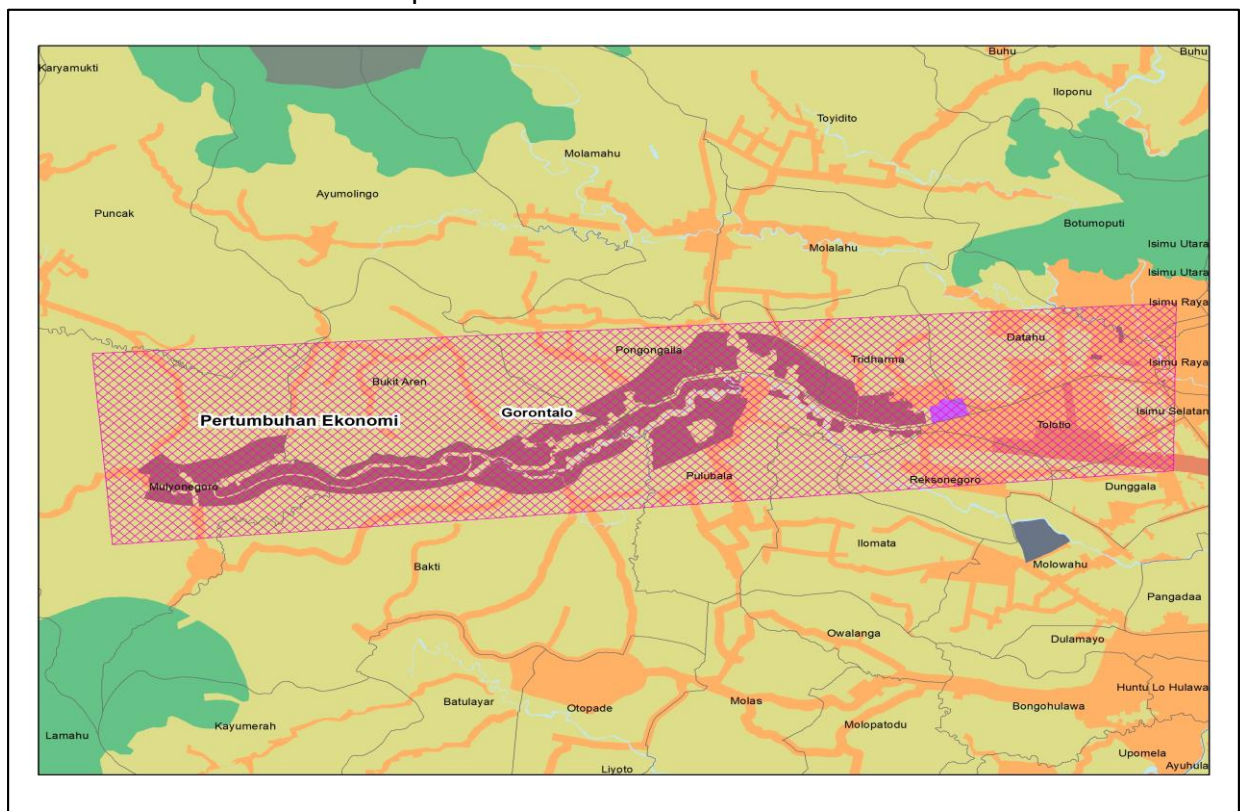 Karyamukti
Buhu
Buhu
Iloponu
Toyidito
Molamahu
Ayumolingo
Puncak
Botumoputi
Isimu Utara
Molalahu
Isimu Utara
Isimu Raya
Datahu
Pongongaila
Tridharma
Isimu Raya
Bukit Aren
Gorontalo
Isimu Selatan
Pertumbuhan Ekonomi
Tolotio
Pulubala
Reksonegoro
Mulyonegoro
Dunggala
Ilomata
Bakti
Molowahu
Pangadaa
Owalanga
Dulamayo
Huntu Lo Hulawa
Batulayar
Otopade
Molas
Bongohulawa
Kayumerah
Molopatodu
Lamahu
Upomela
Liyoto
Ayuhula